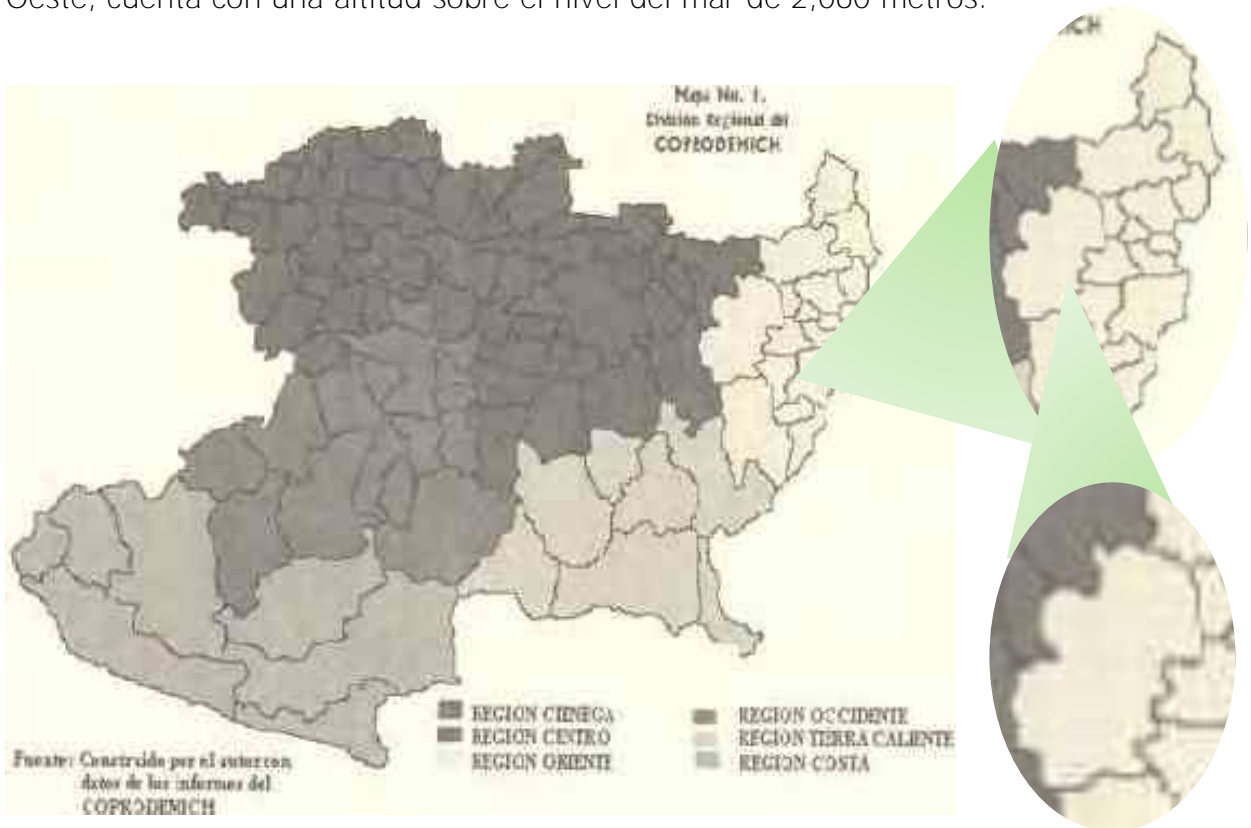 Oeste, cuenta con una altitud sobre el nivel del mar de 2,080 metros.
Mapa No. 1.
División Regional del
COPRODEMICH
REGION CIENEGA
REGION CENTRO
REGION ORIENTE
REGION OCCIDENTE
REGION TIERRA CALIENTE
REGION COSTA
Fuente: Construido por el autor con
datos de los informes del
COPRODEMICH